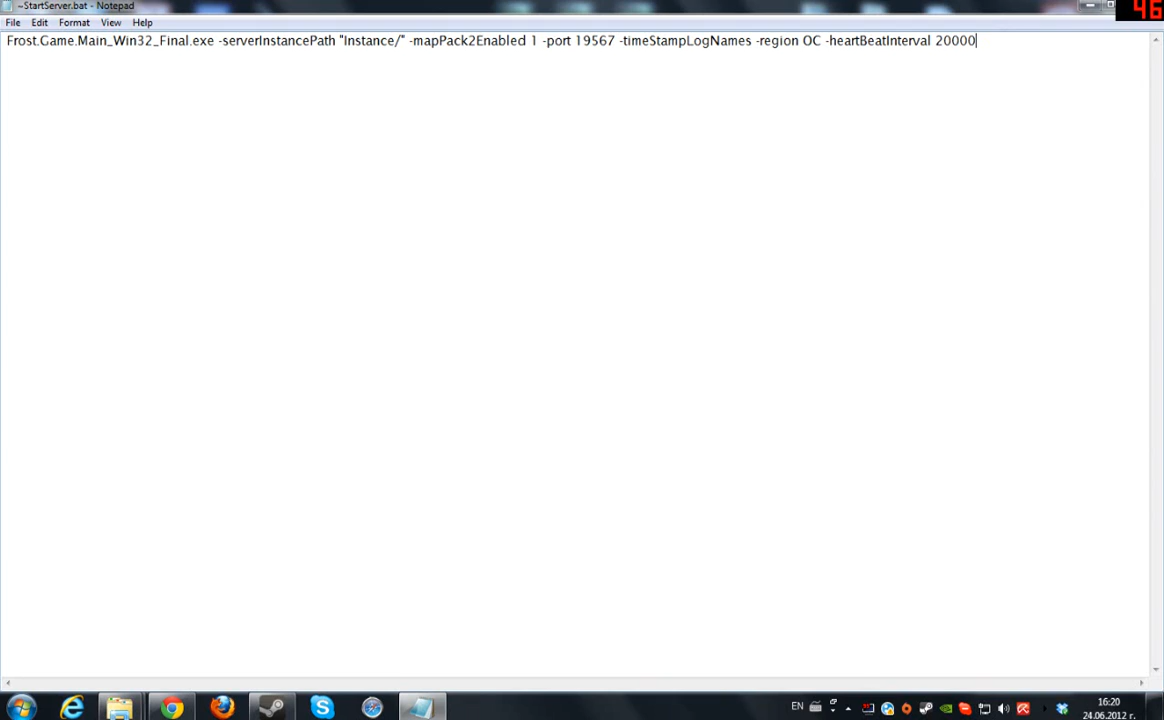 ~StartServer.bat - Notepad
46
File Edit Format View Help
Frost.Game.Main_Win32_Final.exe -serverInstancePath "Instance/" -mapPack2Enabled 1 -port 19567 -timeStampLogNames -region OC -heartBeatInterval 20000
EN
16:20
24.06.2012 г.